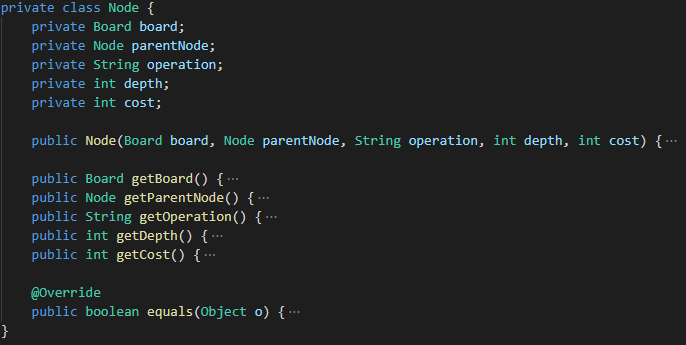 private class Node {
private Board board;
private Node parentNode;
private String operation;
private int depth;
private int cost;
public Node(Board board, Node parentNode, String operation, int depth, int cost) {···
public Board getBoard() {···
public Node getParentNode() {···
public String getOperation() {···
public int getDepth() {···
public int getCost() {···
@Override
public boolean equals(Object o) {···
}